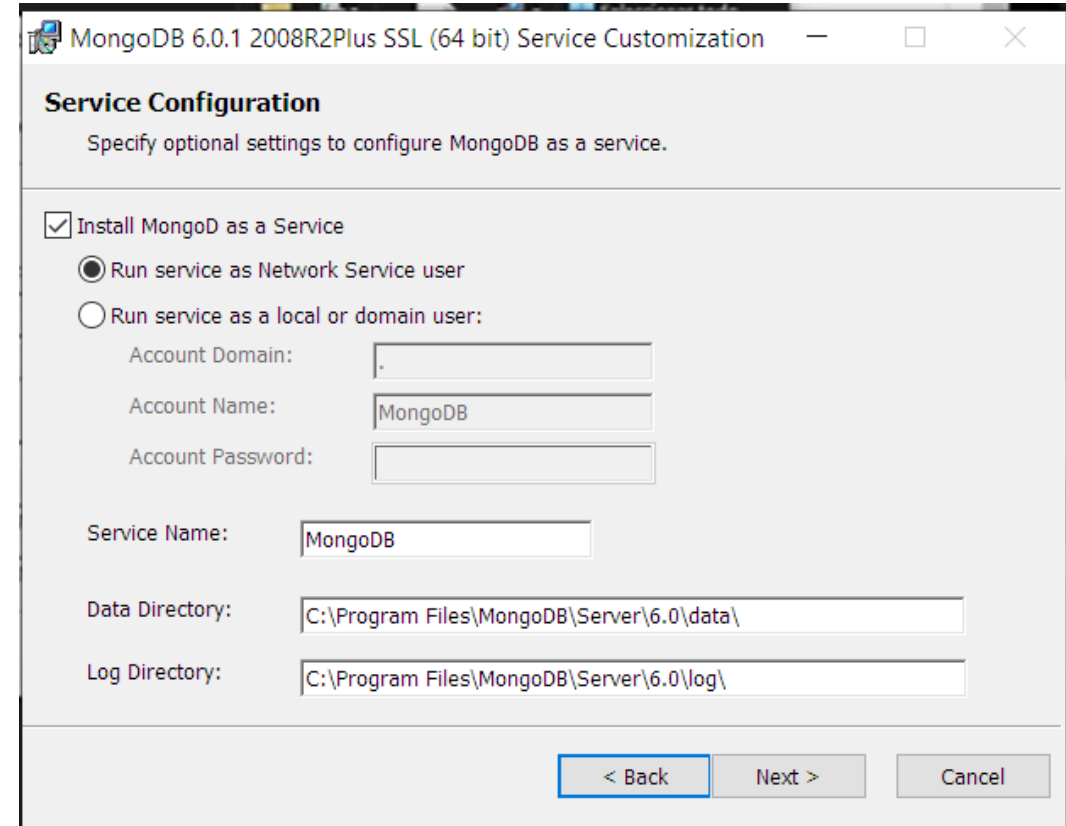 Seleccionar todo
MongoDB 6.0.1 2008R2Plus SSL (64 bit) Service Customization
Service Configuration
Specify optional settings to configure MongoDB as a service.
Install MongoD as a Service
Run service as Network Service user
Run service as a local or domain user:
Account Domain: .
Account Name: MongoDB
Account Password:
Service Name: MongoDB
Data Directory: C:\Program Files\MongoDB\Server\6.0\data\
Log Directory: C:\Program Files\MongoDB\Server\6.0\log\
< Back Next > Cancel